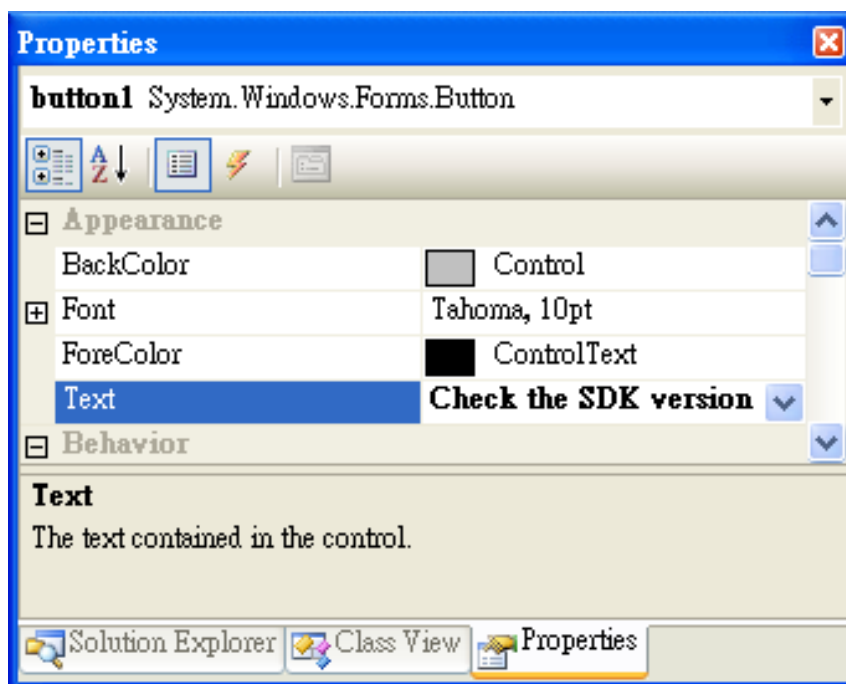 Properties
button1 System.Windows.Forms.Button
A
Z
Appearance
BackColor Control
Font Tahoma, 10pt
ForeColor ControlText
Text Check the SDK version
Behavior
Text
The text contained in the control.
Solution Explorer Class View Properties